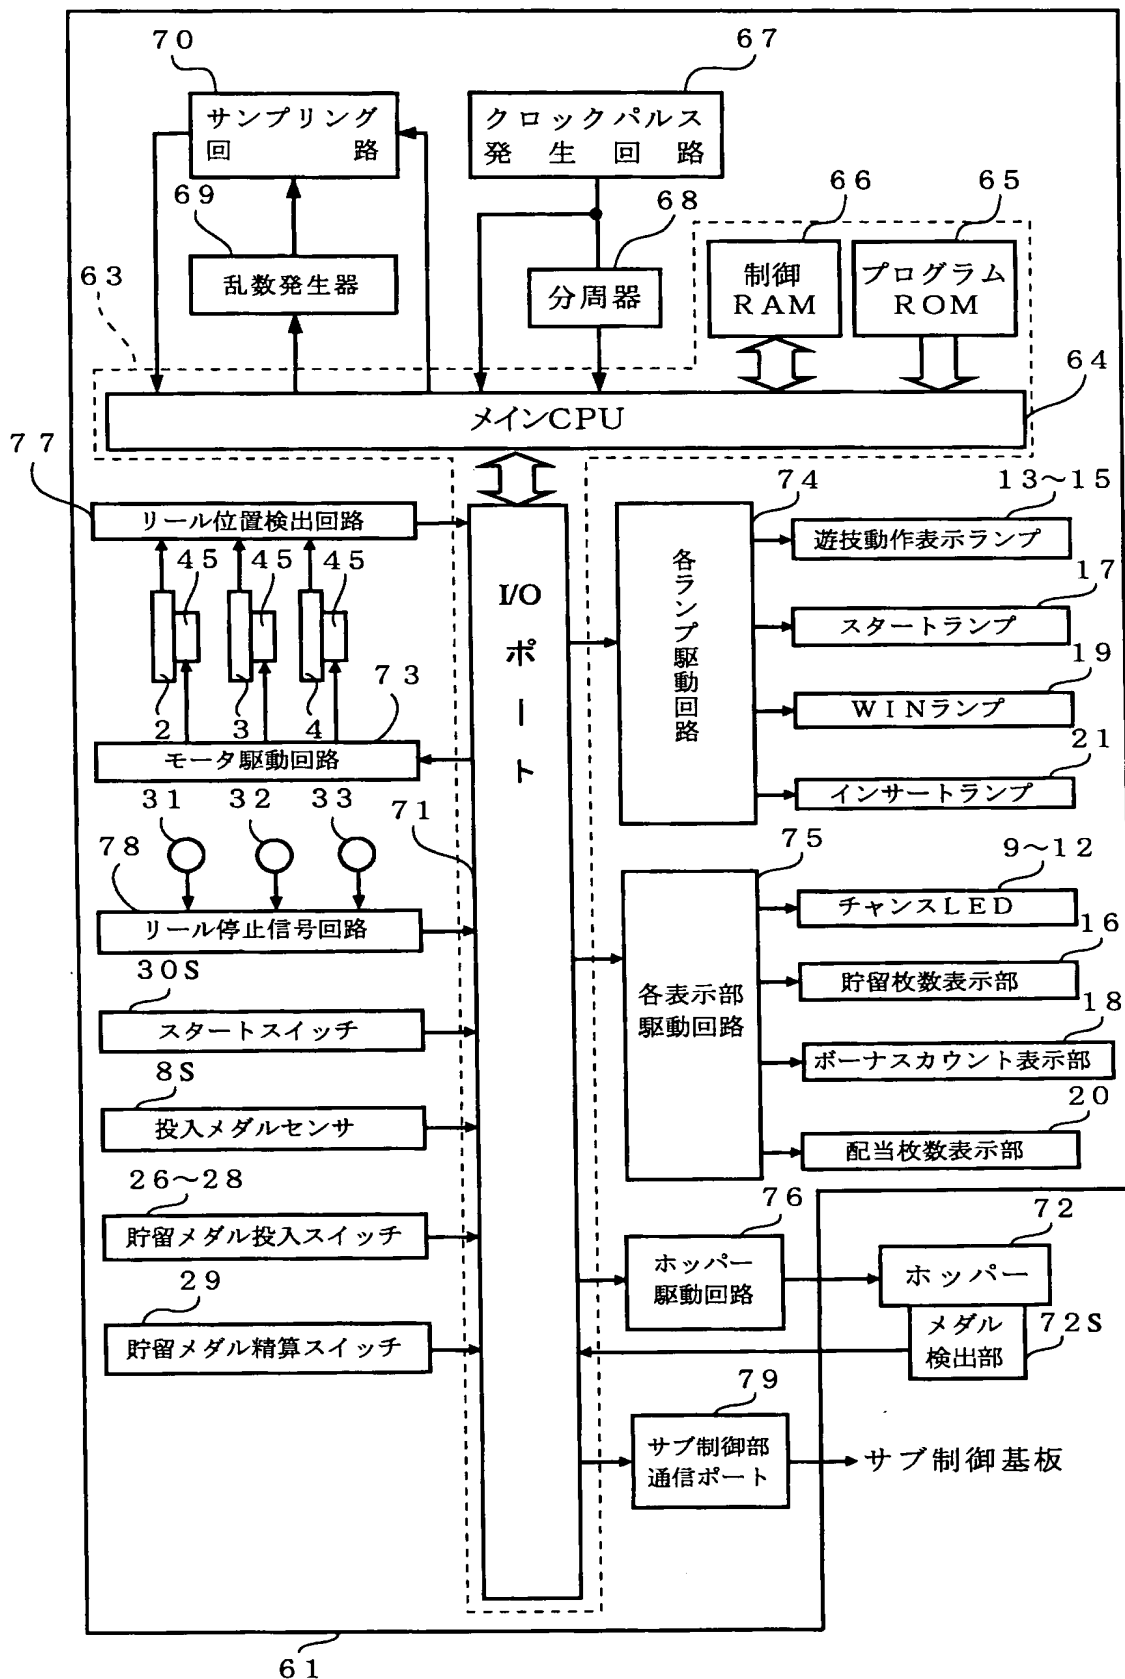 70
67
サンプリング
回路
クロックパルス
発生回路
69
68
66
65
63
乱数発生器
分周器
制御
RAM
プログラム
ROM
64
メインCPU
77
74
13～15
リール位置検出回路
遊技動作表示ランプ
45
45
45
I/Oポート
各ランプ駆動回路
17
スタートランプ
73
19
2
3
4
WINランプ
モータ駆動回路
21
インサートランプ
31
32
33
71
78
75
9～12
チャンスLED
リール停止信号回路
16
30S
貯留枚数表示部
各表示部
駆動回路
スタートスイッチ
18
ボーナスカウント表示部
8S
投入メダルセンサ
20
配当枚数表示部
26～28
76
72
貯留メダル投入スイッチ
ホッパー
駆動回路
ホッパー
29
メダル
検出部
72S
貯留メダル精算スイッチ
79
サブ制御部
通信ポート
サブ制御基板
61